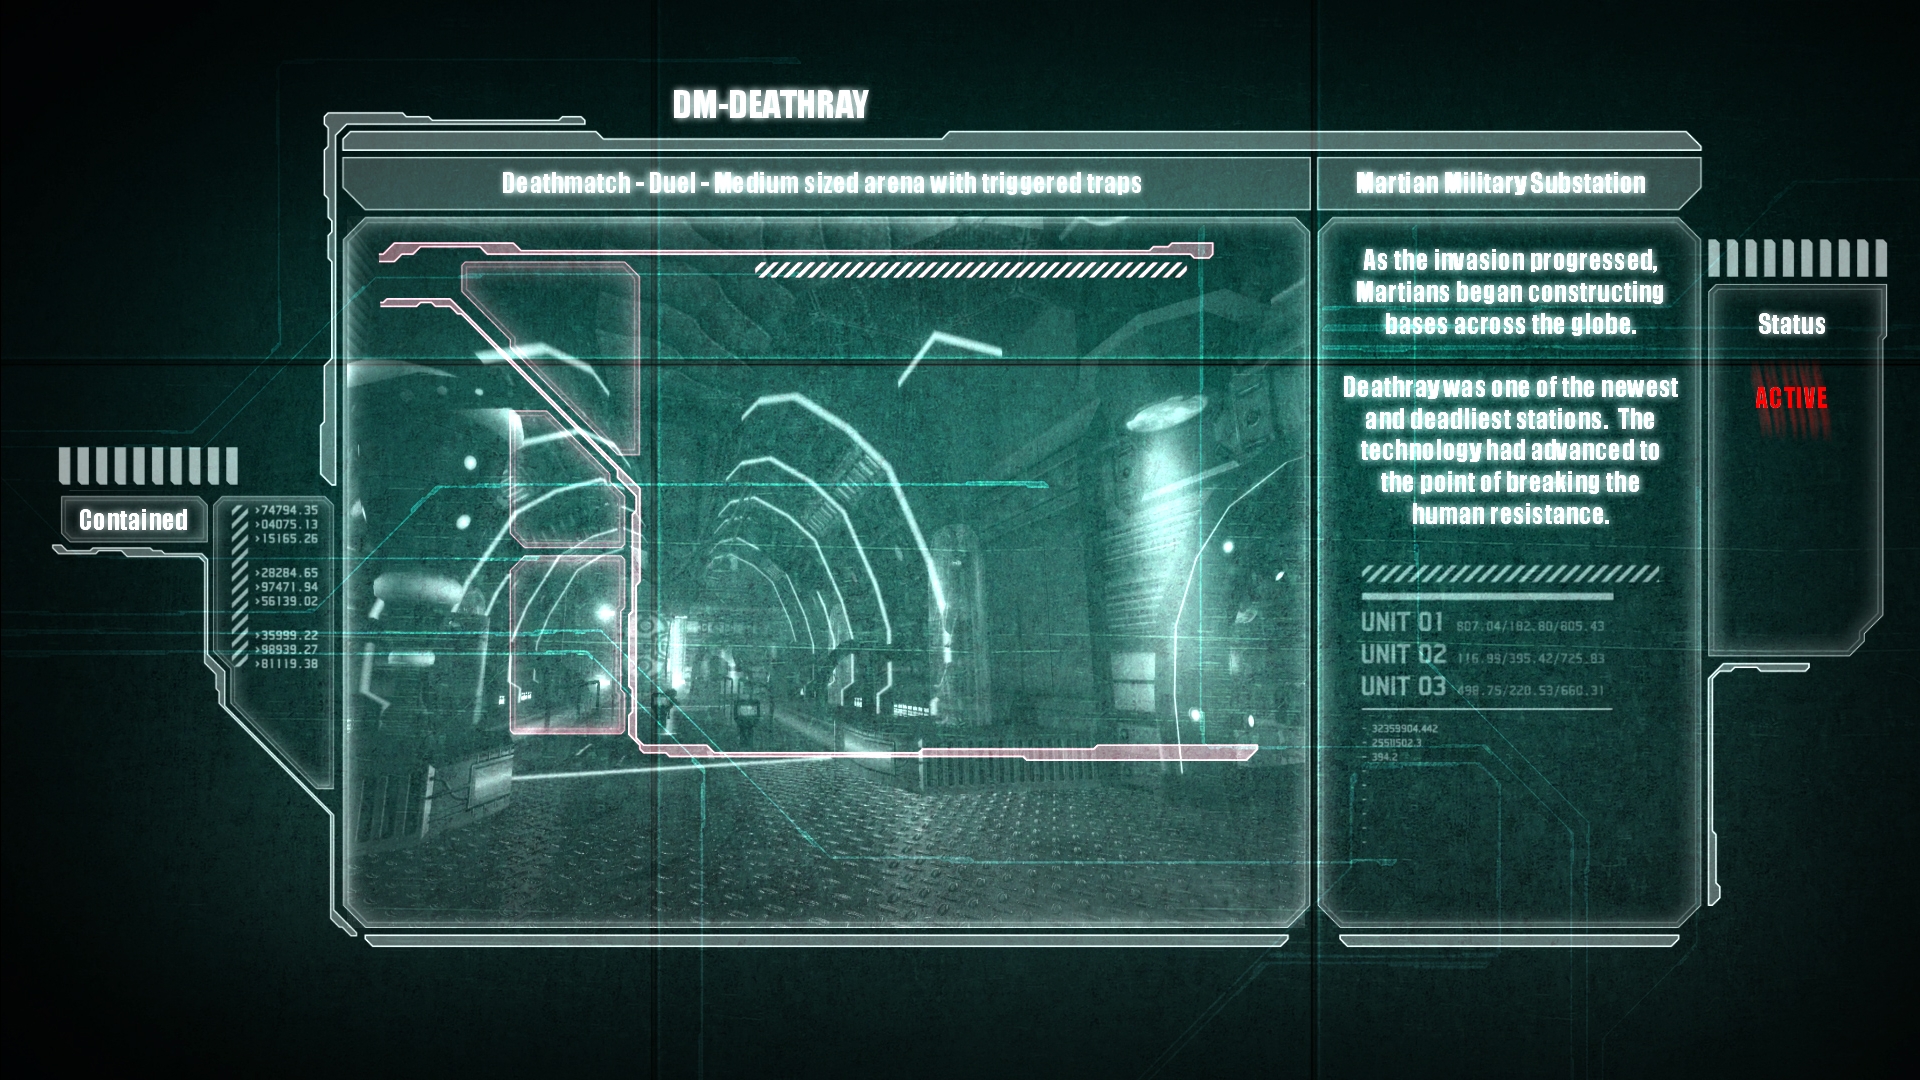 DM-DEATHRAY
Deathmatch - Duel - Medium sized arena with triggered traps
Martian Military Substation
As the invasion progressed,
Martians began constructing
bases across the globe.
Deathray was one of the newest
and deadliest stations. The
technology had advanced to
the point of breaking the
human resistance.
UNIT 01 807.04/182.80/605.43
UNIT 02 116.99/395.42/725.83
UNIT 03 498.75/220.53/660.31
- 32359904.442
- 25511502.3
- 394.2
Status
ACTIVE
Contained
>74794.35
>04075.13
>15165.26
>28284.65
>97471.94
>56139.02
>35999.22
>98939.27
>81119.38